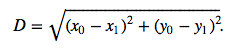 D = √(x₀ − x₁)² + (y₀ − y₁)².